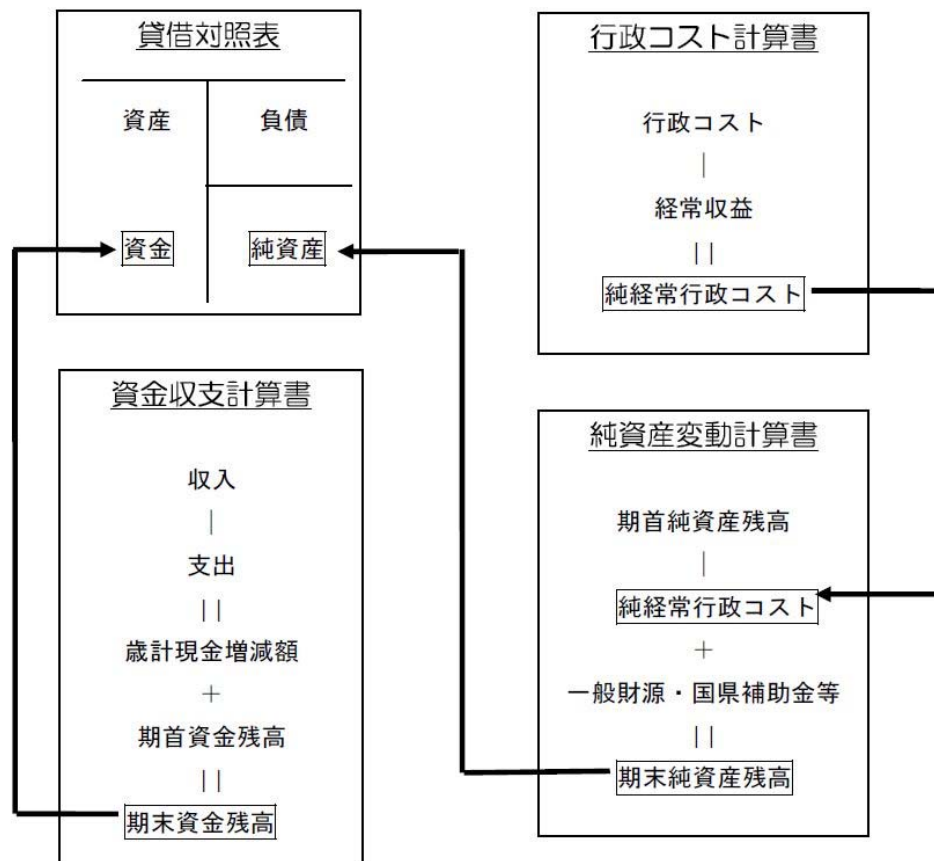 貸借対照表
資産
負債
資金
純資産
行政コスト計算書
行政コスト
|
経常収益
||
純経常行政コスト
資金収支計算書
収入
|
支出
||
歳計現金増減額
+
期首資金残高
||
期末資金残高
純資産変動計算書
期首純資産残高
|
純経常行政コスト
+
一般財源・国県補助金等
||
期末純資産残高